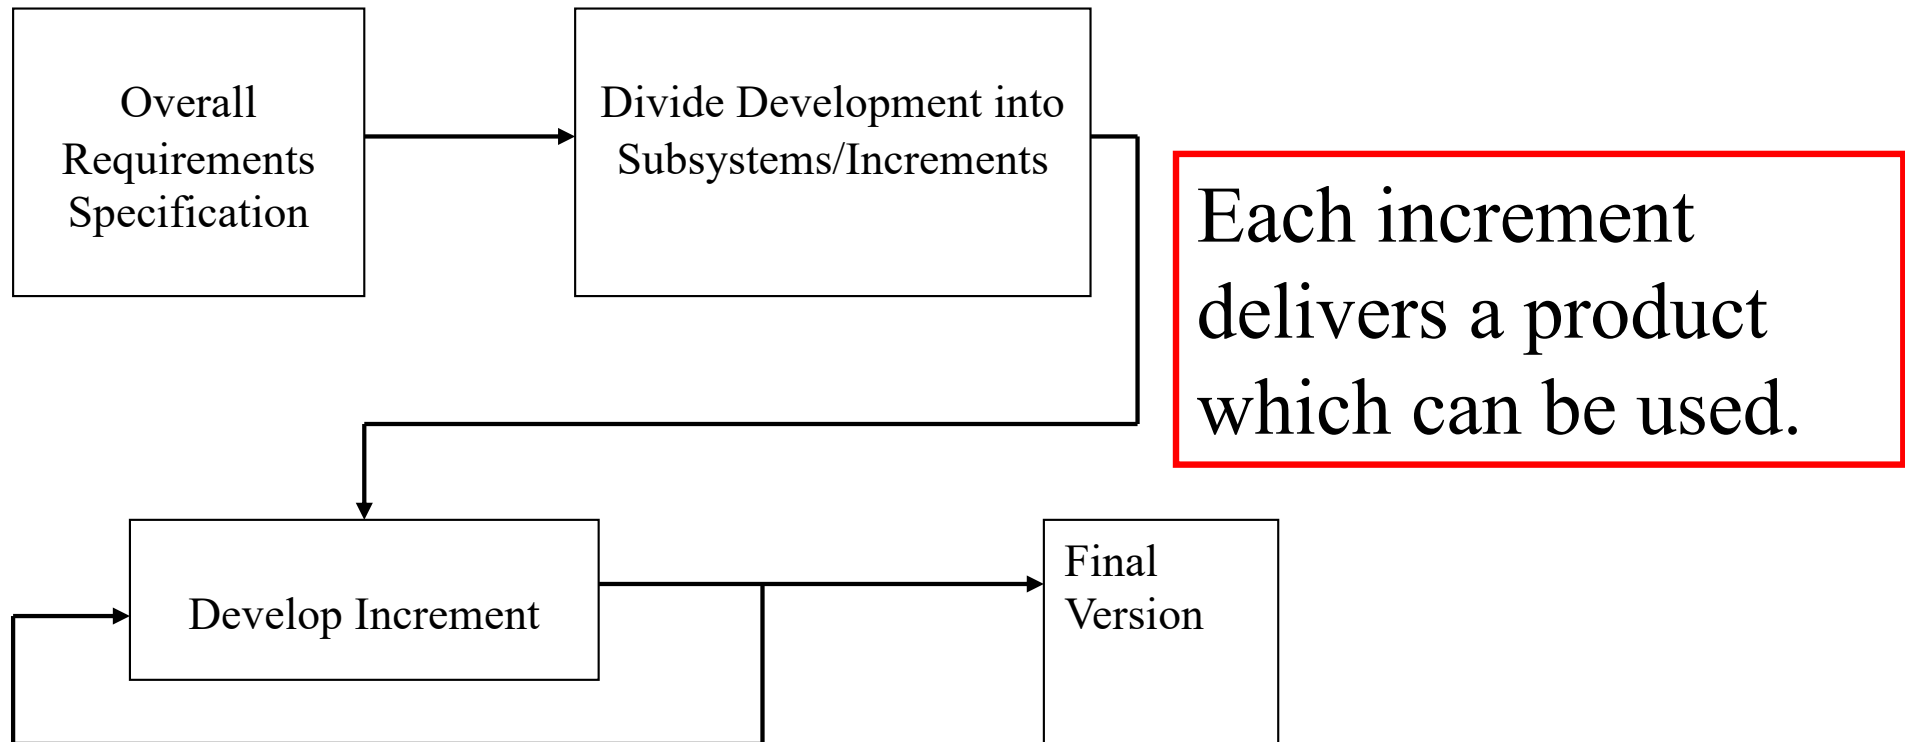 Overall
Requirements
Specification
Divide Development into
Subsystems/Increments
Each increment
delivers a product
which can be used.
Develop Increment
Final
Version